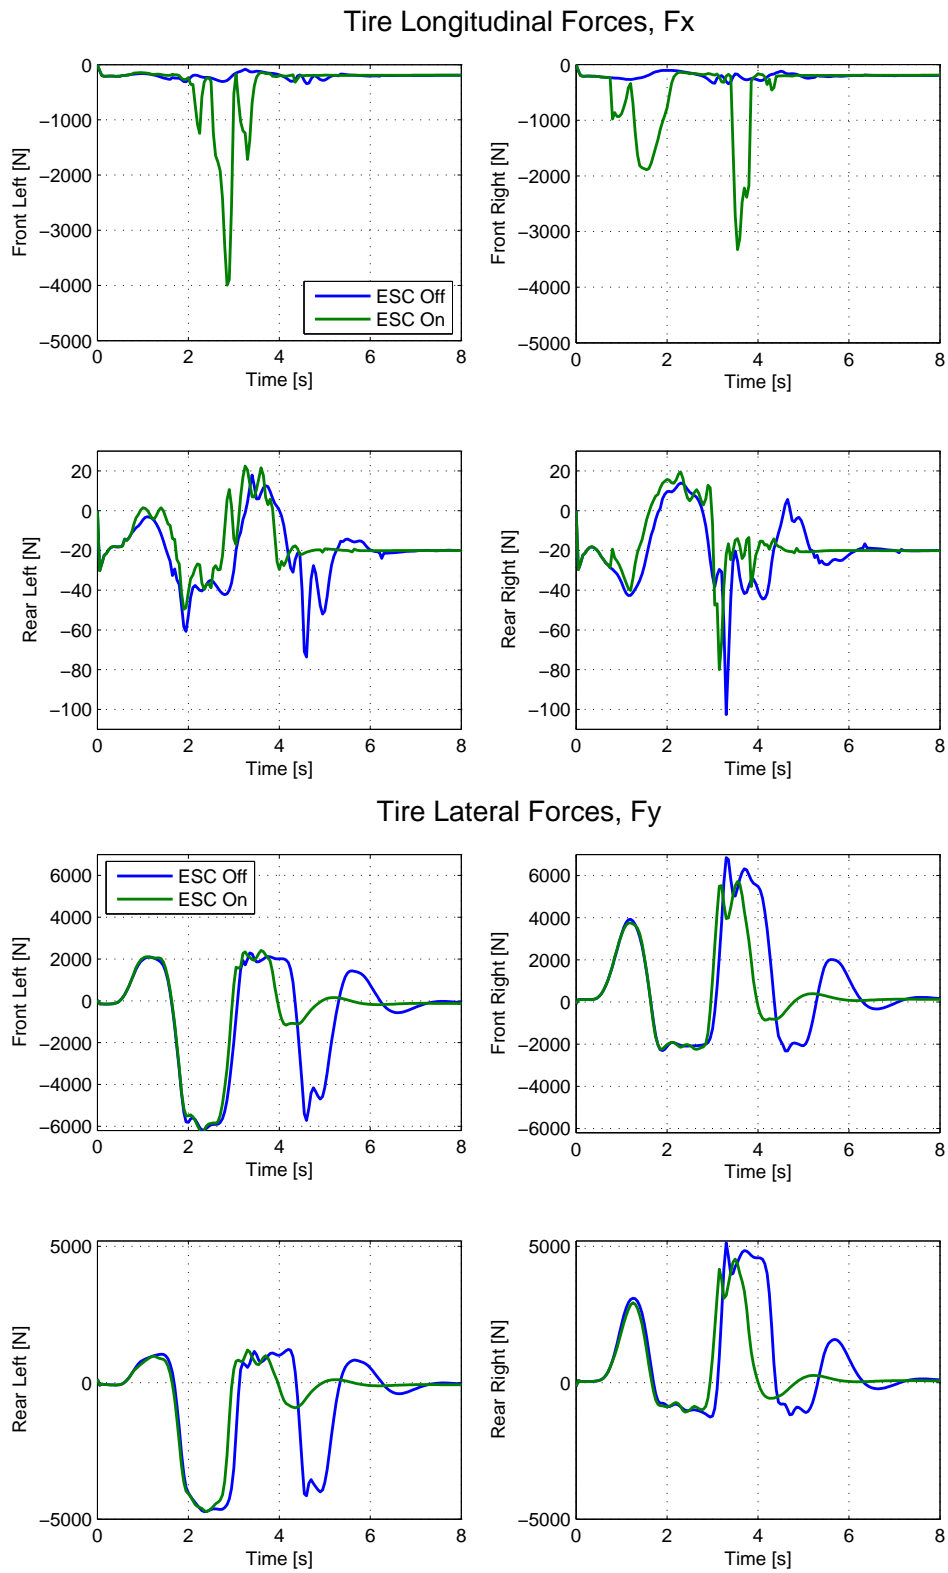 Tire Longitudinal Forces, Fx
0
−1000
−2000
−3000
−4000
−5000
Front Left [N]
ESC Off
ESC On
0 2 4 6 8
Time [s]
0
−1000
−2000
−3000
−4000
−5000
Front Right [N]
0 2 4 6 8
Time [s]
20
0
−20
−40
−60
−80
−100
Rear Left [N]
0 2 4 6 8
Time [s]
20
0
−20
−40
−60
−80
−100
Rear Right [N]
0 2 4 6 8
Time [s]
Tire Lateral Forces, Fy
6000
4000
2000
0
−2000
−4000
−6000
Front Left [N]
ESC Off
ESC On
0 2 4 6 8
Time [s]
6000
4000
2000
0
−2000
−4000
−6000
Front Right [N]
0 2 4 6 8
Time [s]
5000
0
−5000
Rear Left [N]
0 2 4 6 8
Time [s]
5000
0
−5000
Rear Right [N]
0 2 4 6 8
Time [s]